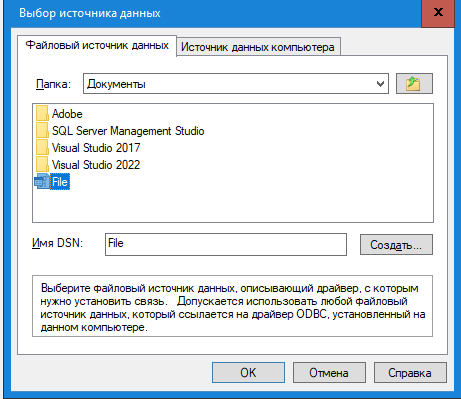 Выбор источника данных
x
Файловый источник данных
Источник данных компьютера
Папка:
Документы
Adobe
SQL Server Management Studio
Visual Studio 2017
Visual Studio 2022
File
Имя DSN:
File
Создать...
Выберите файловый источник данных, описывающий драйвер, с которым
нужно установить связь. Допускается использовать любой файловый
источник данных, который ссылается на драйвер ODBC, установленный на
данном компьютере.
OK
Отмена
Справка